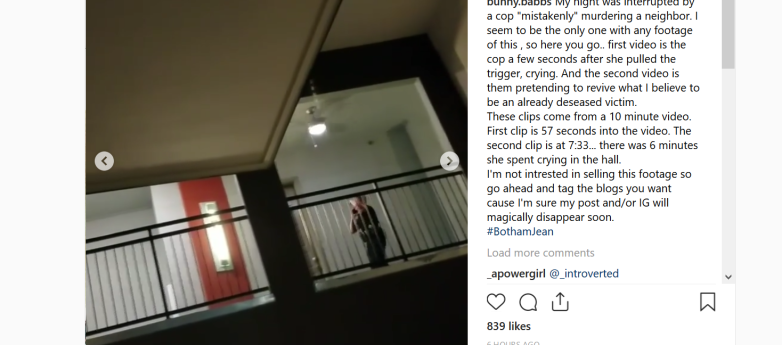 bunny.babbs My night was interrupted by
a cop "mistakenly" murdering a neighbor. I
seem to be the only one with any footage
of this , so here you go.. first video is the
cop a few seconds after she pulled the
trigger, crying. And the second video is
them pretending to revive what I believe to
be an already deseased victim.
These clips come from a 10 minute video.
First clip is 57 seconds into the video. The
second clip is at 7:33... there was 6 minutes
she spent crying in the hall.
I'm not intrested in selling this footage so
go ahead and tag the blogs you want
cause I'm sure my post and/or IG will
magically disappear soon.
#BothamJean
Load more comments
_apowergirl @_introverted
839 likes
6 HOURS AGO